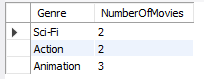 Genre NumberOfMovies
Sci-Fi 2
Action 2
Animation 3